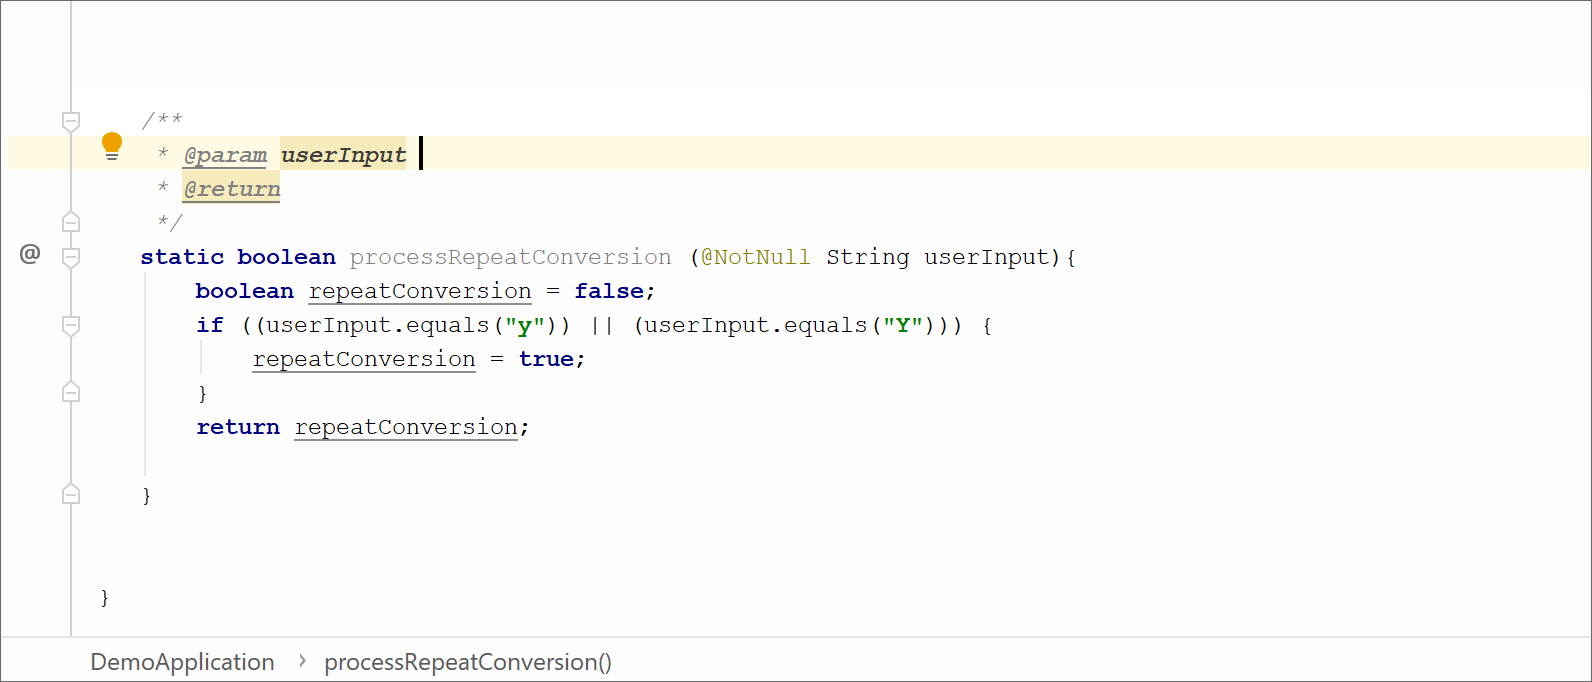 /**
* @param userInput
* @return
*/
@
static boolean processRepeatConversion (@NotNull String userInput){
boolean repeatConversion = false;
if ((userInput.equals("y")) || (userInput.equals("Y"))) {
repeatConversion = true;
}
return repeatConversion;
}
}
DemoApplication › processRepeatConversion()